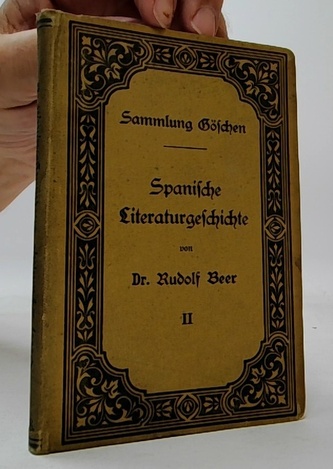 Sammlung Göschen
Spanische
Literaturgeschichte
von
Dr. Rudolf Beer
II